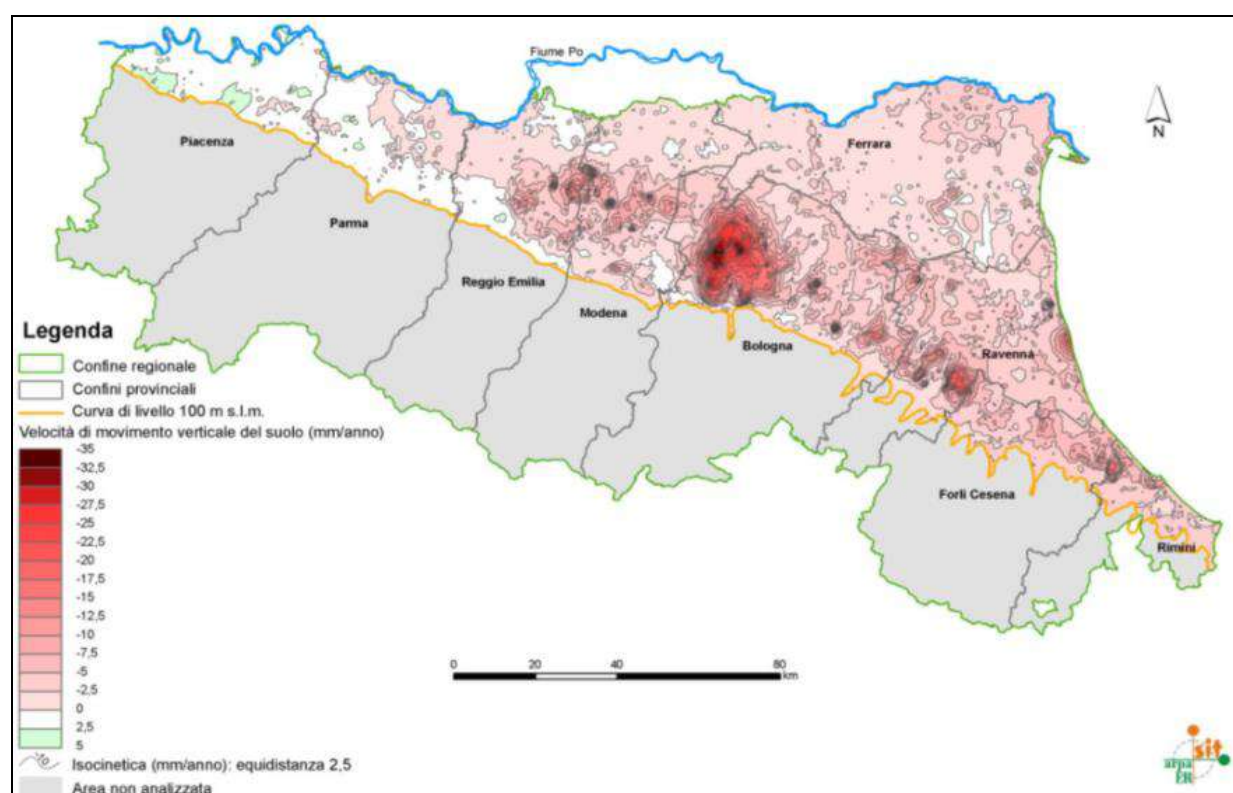 Fiume Po
N
Piacenza
Ferrara
Parma
Reggio Emilia
Modena
Bologna
Ravenna
Forlì Cesena
Rimini
Legenda
Confine regionale
Confini provinciali
Curva di livello 100 m s.l.m.
Velocità di movimento verticale del suolo (mm/anno)
-35
-32,5
-30
-27,5
-25
-22,5
-20
-17,5
-15
-12,5
-10
-7,5
-5
-2,5
0
2,5
5
-10
Isocinetica (mm/anno): equidistanza 2,5
Area non analizzata
0 20 40 80
km
sit
arpa
ER